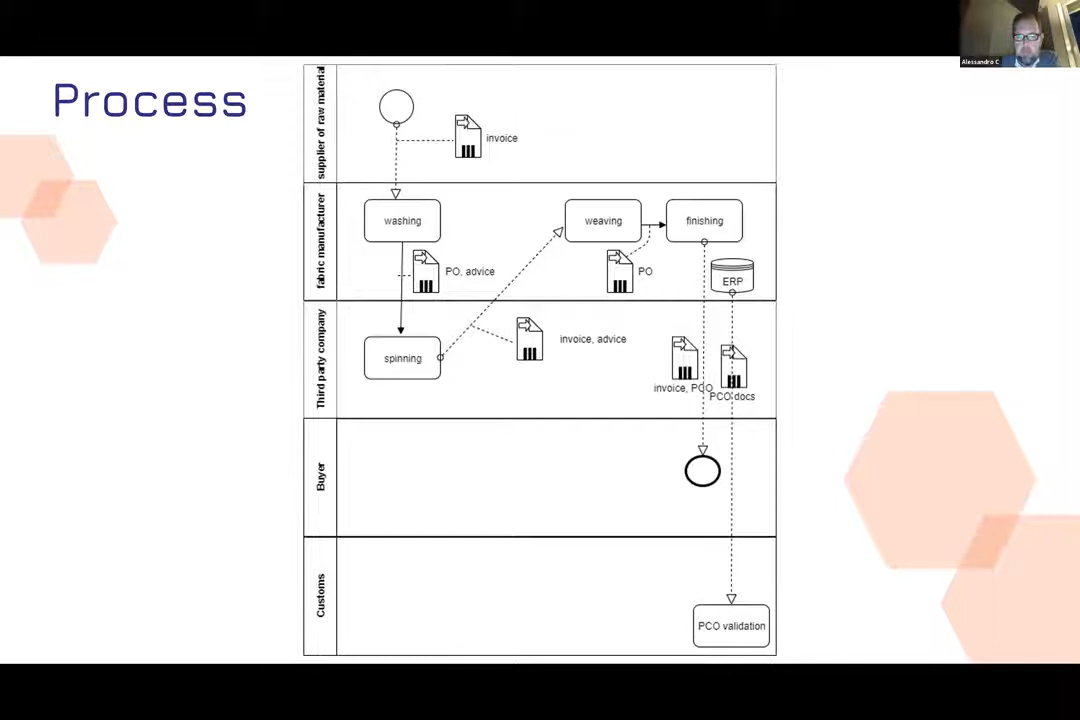 Alessandro C
Process
supplier of raw material
invoice
fabric manufacturer
washing
weaving
finishing
PO, advice
PO
ERP
Third party company
spinning
invoice, advice
invoice, PCO
PCO docs
Buyer
Customs
PCO validation